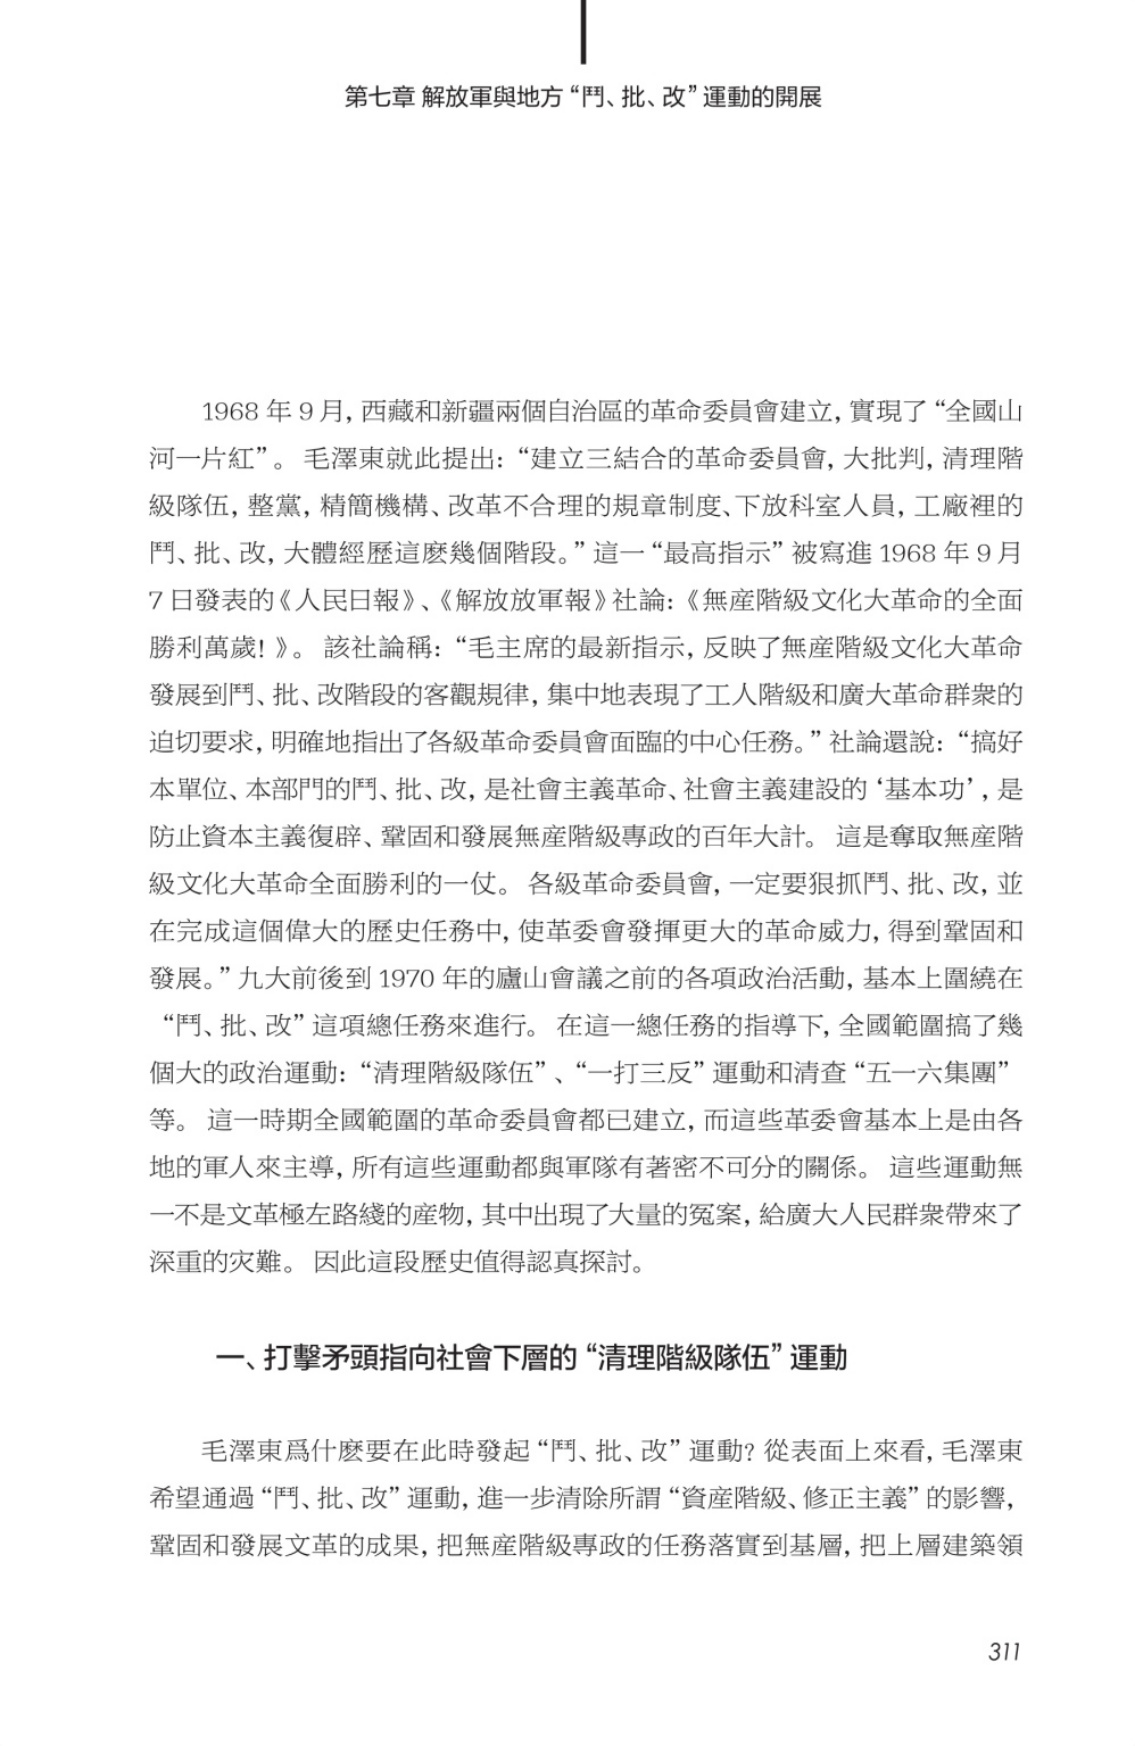 第七章 解放軍與地方“鬥、批、改”運動的開展
1968 年 9 月, 西藏和新疆兩個自治區的革命委員會建立, 實現了“全國山
河一片紅”。 毛澤東就此提出: “建立三結合的革命委員會, 大批判, 清理階
級隊伍, 整黨, 精簡機構、改革不合理的規章制度、下放科室人員, 工廠裡的
鬥、批、改, 大體經歷這麽幾個階段。” 這一“最高指示”被寫進 1968 年 9 月
7 日發表的《人民日報》、《解放放軍報》社論:《無産階級文化大革命的全面
勝利萬歲! 》。 該社論稱: “毛主席的最新指示, 反映了無産階級文化大革命
發展到鬥、批、改階段的客觀規律, 集中地表現了工人階級和廣大革命群衆的
迫切要求, 明確地指出了各級革命委員會面臨的中心任務。” 社論還說: “搞好
本單位、本部門的鬥、批、改, 是社會主義革命、社會主義建設的‘基本功’, 是
防止資本主義復辟、鞏固和發展無産階級專政的百年大計。 這是奪取無産階
級文化大革命全面勝利的一仗。 各級革命委員會, 一定要狠抓鬥、批、改, 並
在完成這個偉大的歷史任務中, 使革委會發揮更大的革命威力, 得到鞏固和
發展。” 九大前後到 1970 年的廬山會議之前的各項政治活動, 基本上圍繞在
“鬥、批、改”這項總任務來進行。 在這一總任務的指導下, 全國範圍搞了幾
個大的政治運動: “清理階級隊伍”、“一打三反”運動和清查“五一六集團”
等。 這一時期全國範圍的革命委員會都已建立, 而這些革委會基本上是由各
地的軍人來主導, 所有這些運動都與軍隊有著密不可分的關係。 這些運動無
一不是文革極左路綫的産物, 其中出現了大量的冤案, 給廣大人民群衆帶來了
深重的灾難。 因此這段歷史值得認真探討。
一、打擊矛頭指向社會下層的“清理階級隊伍”運動
毛澤東爲什麽要在此時發起“鬥、批、改”運動? 從表面上來看, 毛澤東
希望通過“鬥、批、改”運動, 進一步清除所謂“資産階級、修正主義”的影響,
鞏固和發展文革的成果, 把無産階級專政的任務落實到基層, 把上層建築領
311